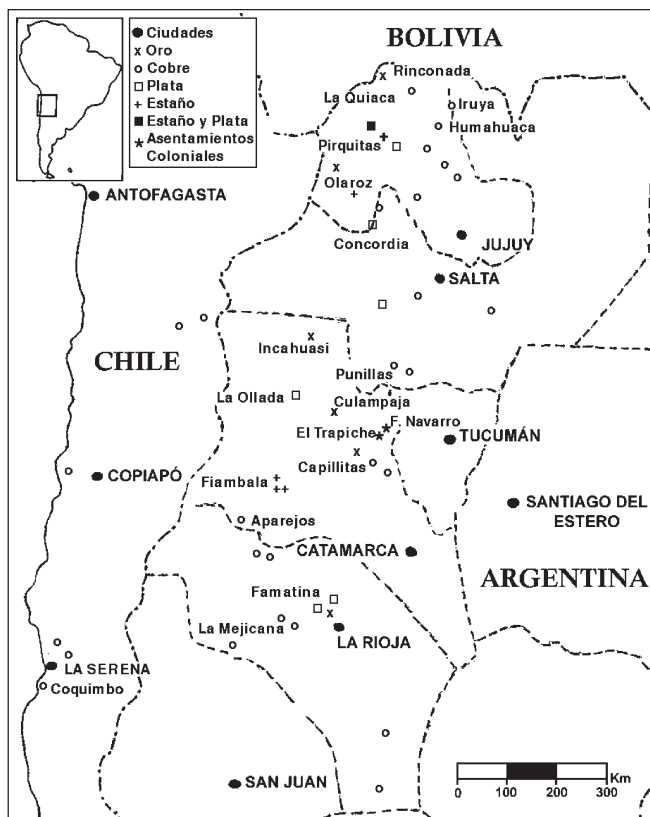 BOLIVIA
Ciudades
Oro
Cobre
Plata
Estaño
Estaño y Plata
Asentamientos
Coloniales
Rinconada
La Quiaca
Iruya
Humahuaca
Pirquitas
Olaroz
ANTOFAGASTA
Concordia
JUJUY
SALTA
CHILE
Incahuasi
Punillas
La Ollada
Culampaja
F. Navarro
El Trapiche
TUCUMÁN
Capillitas
COPIAPÓ
Fiambala
SANTIAGO DEL
ESTERO
Aparejos
CATAMARCA
ARGENTINA
Famatina
La Mejicana
LA RIOJA
LA SERENA
Coquimbo
SAN JUAN
Km
0 100 200 300